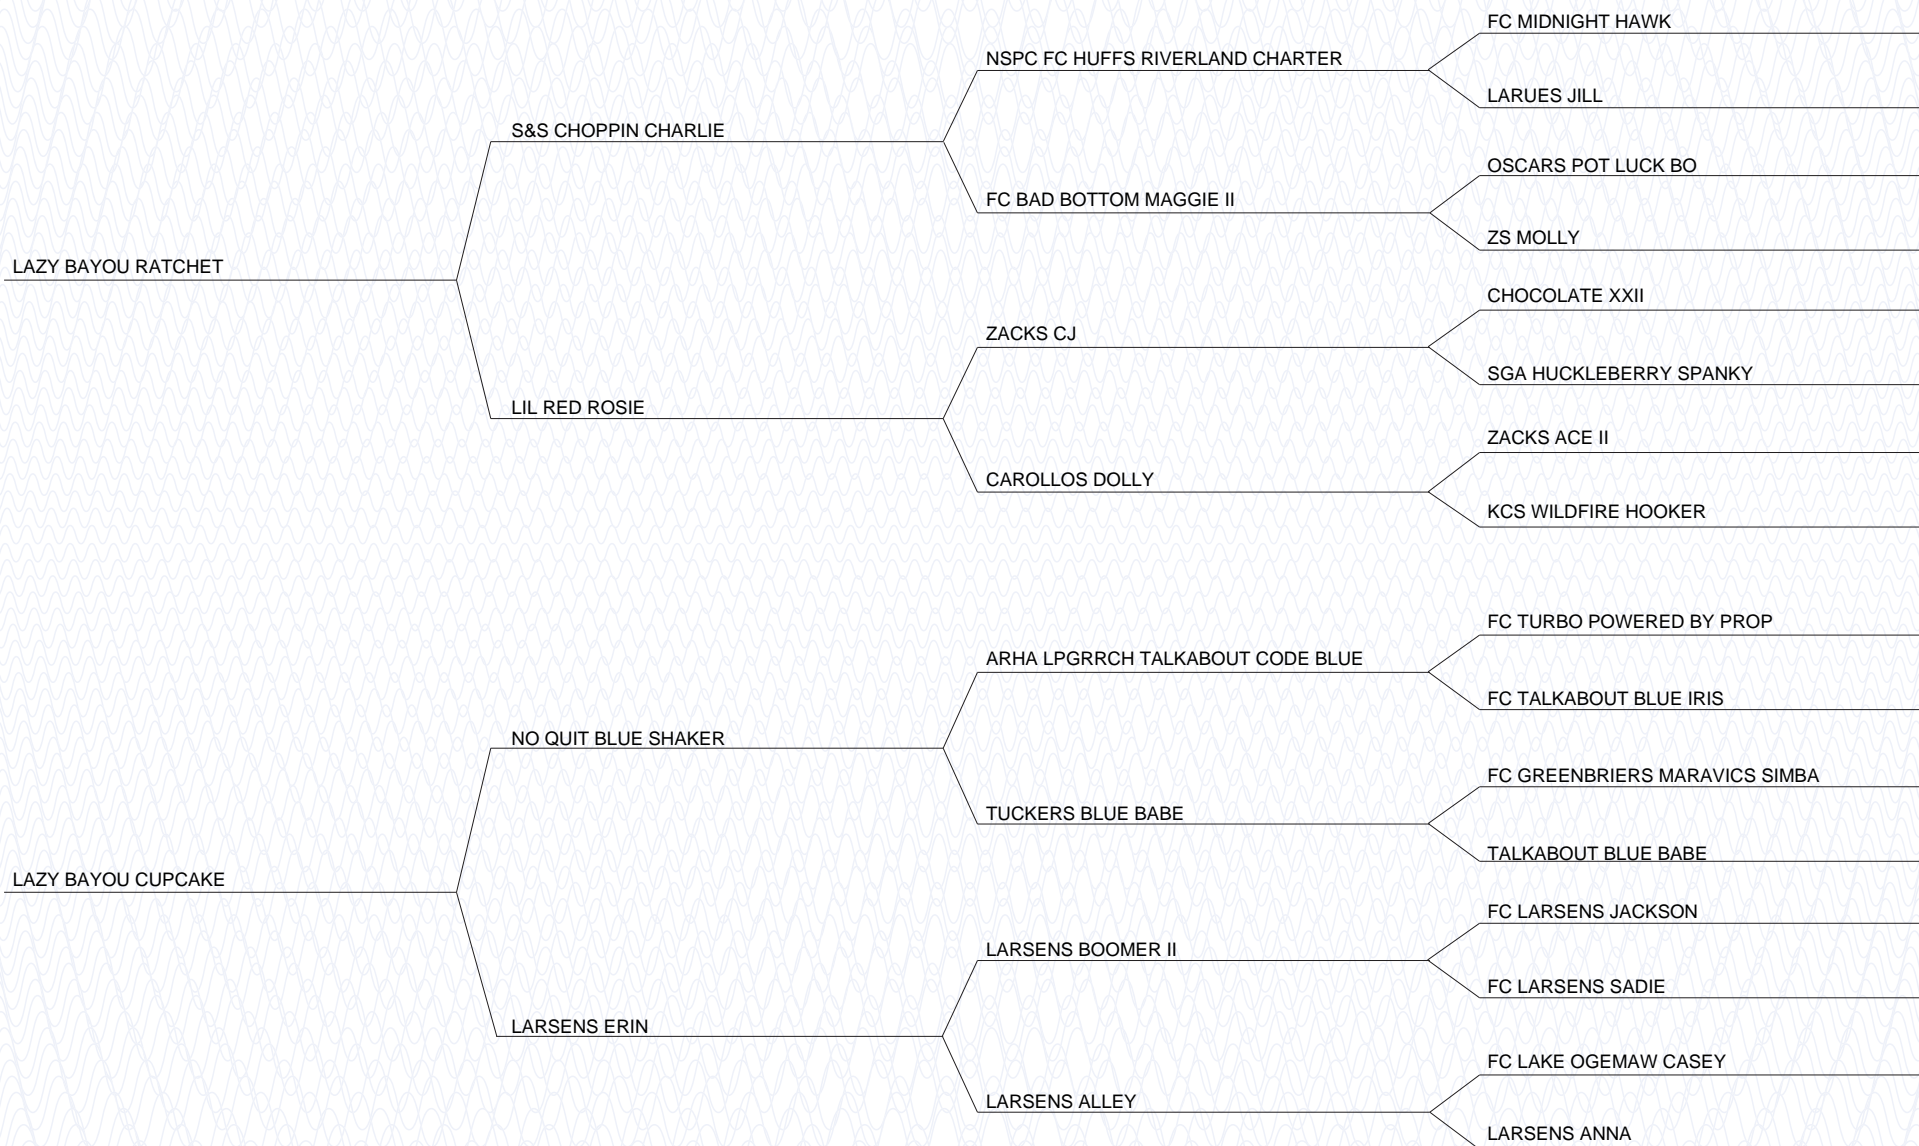 FC MIDNIGHT HAWK
NSPC FC HUFFS RIVERLAND CHARTER
LARUES JILL
S&S CHOPPIN CHARLIE
OSCARS POT LUCK BO
FC BAD BOTTOM MAGGIE II
ZS MOLLY
LAZY BAYOU RATCHET
CHOCOLATE XXII
ZACKS CJ
SGA HUCKLEBERRY SPANKY
LIL RED ROSIE
ZACKS ACE II
CAROLLOS DOLLY
KCS WILDFIRE HOOKER
FC TURBO POWERED BY PROP
ARHA LPGRRCH TALKABOUT CODE BLUE
FC TALKABOUT BLUE IRIS
NO QUIT BLUE SHAKER
FC GREENBRIERS MARAVICS SIMBA
TUCKERS BLUE BABE
TALKABOUT BLUE BABE
LAZY BAYOU CUPCAKE
FC LARSENS JACKSON
LARSENS BOOMER II
FC LARSENS SADIE
LARSENS ERIN
FC LAKE OGEMAW CASEY
LARSENS ALLEY
LARSENS ANNA